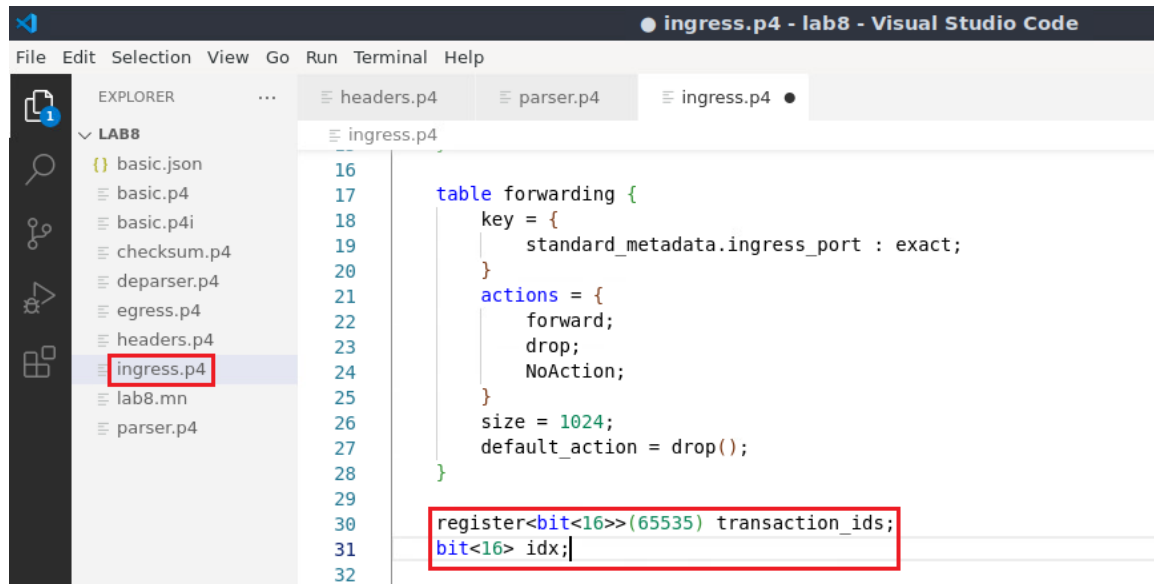 ● ingress.p4 - lab8 - Visual Studio Code
File Edit Selection View Go Run Terminal Help
EXPLORER ...
headers.p4 parser.p4 ingress.p4 ●
1
LAB8
ingress.p4
{} basic.json
basic.p4
basic.p4i
checksum.p4
deparser.p4
egress.p4
headers.p4
ingress.p4
lab8.mn
parser.p4
16
17 table forwarding {
18 key = {
19 standard_metadata.ingress_port : exact;
20 }
21 actions = {
22 forward;
23 drop;
24 NoAction;
25 }
26 size = 1024;
27 default_action = drop();
28 }
29
30 register<bit<16>>(65535) transaction_ids;
31 bit<16> idx;
32